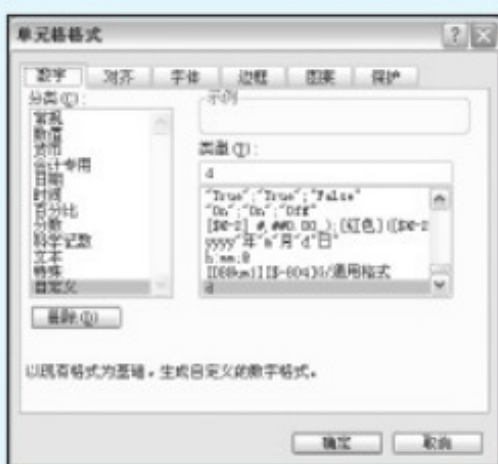 单元格格式
数字 对齐 字体 边框 图案 保护
分类(C):
常规
数值
货币
会计专用
日期
时间
百分比
分数
科学记数
文本
特殊
自定义
示例
类型(T):
d
"True";"True";"False"
"On";"On";"Off"
yyyy"年"m"月"d"日"
h:mm;@
d
删除(D)
以现有格式为基础，生成自定义的数字格式。
确定 取消